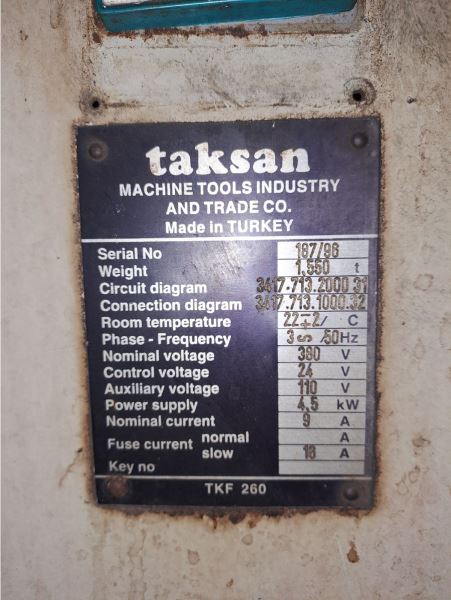 taksan
MACHINE TOOLS INDUSTRY
AND TRADE CO.
Made in TURKEY
Serial No 187/96
Weight 1,550 t
Circuit diagram 3417-713.2000.31
Connection diagram 3417.713.1000.32
Room temperature 22∓2/ C
Phase - Frequency 3 ∽ /50Hz
Nominal voltage 380 V
Control voltage 24 V
Auxiliary voltage 110 V
Power supply 4,5 kW
Nominal current 9 A
Fuse current normal A
slow 16 A
Key no
TKF 260